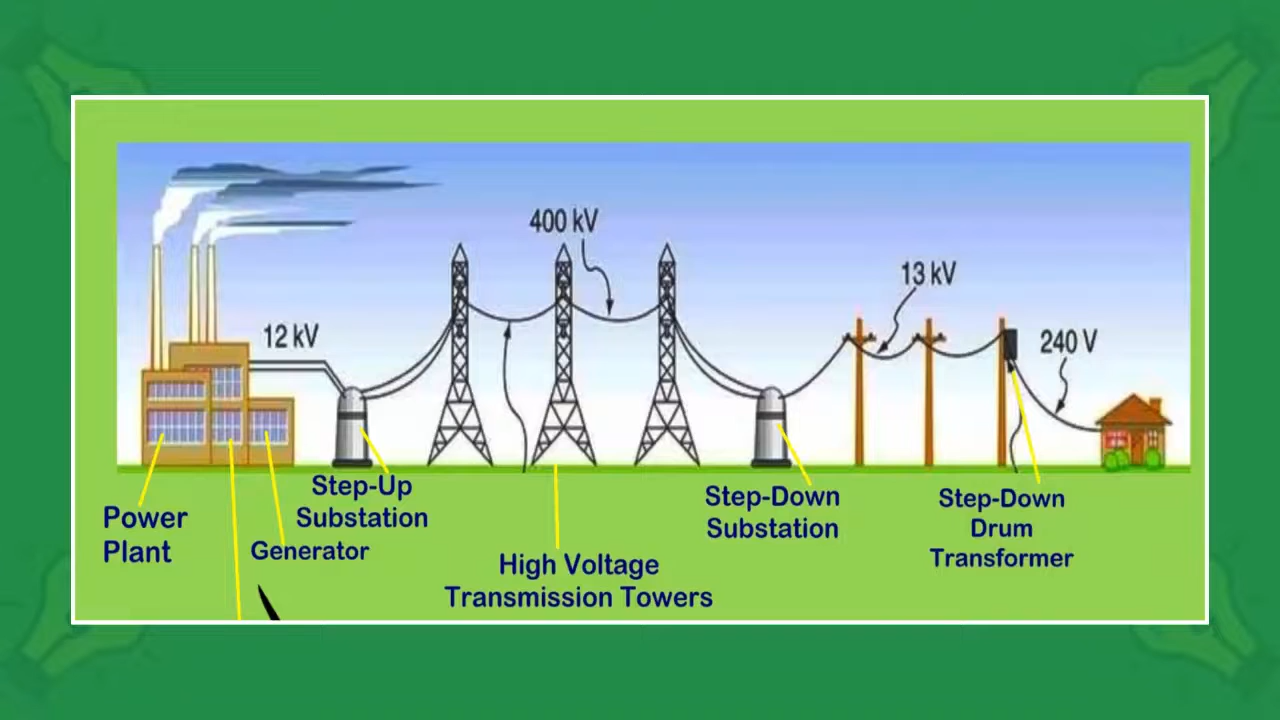 400 kV
13 kV
12 kV
240 V
Step-Up
Substation
Power
Plant
Generator
High Voltage
Transmission Towers
Step-Down
Substation
Step-Down
Drum
Transformer